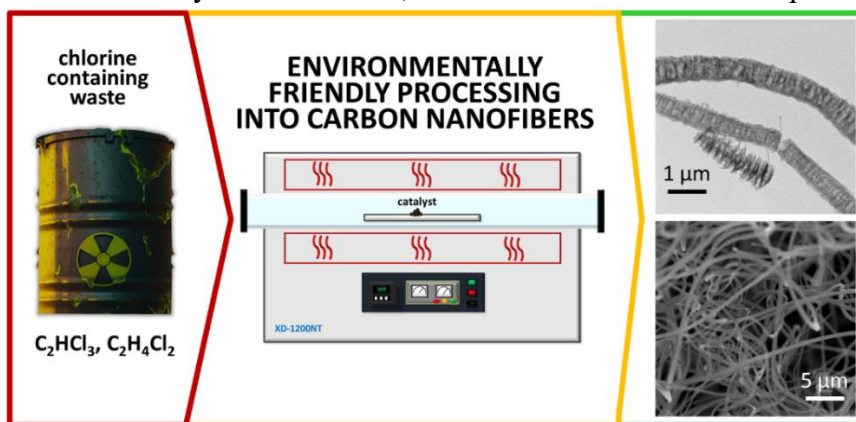 chlorine
containing
waste
C₂HCl₃, C₂H₄Cl₂
ENVIRONMENTALLY
FRIENDLY PROCESSING
INTO CARBON NANOFIBERS
catalyst
XD-1200NT
1 µm
5 µm